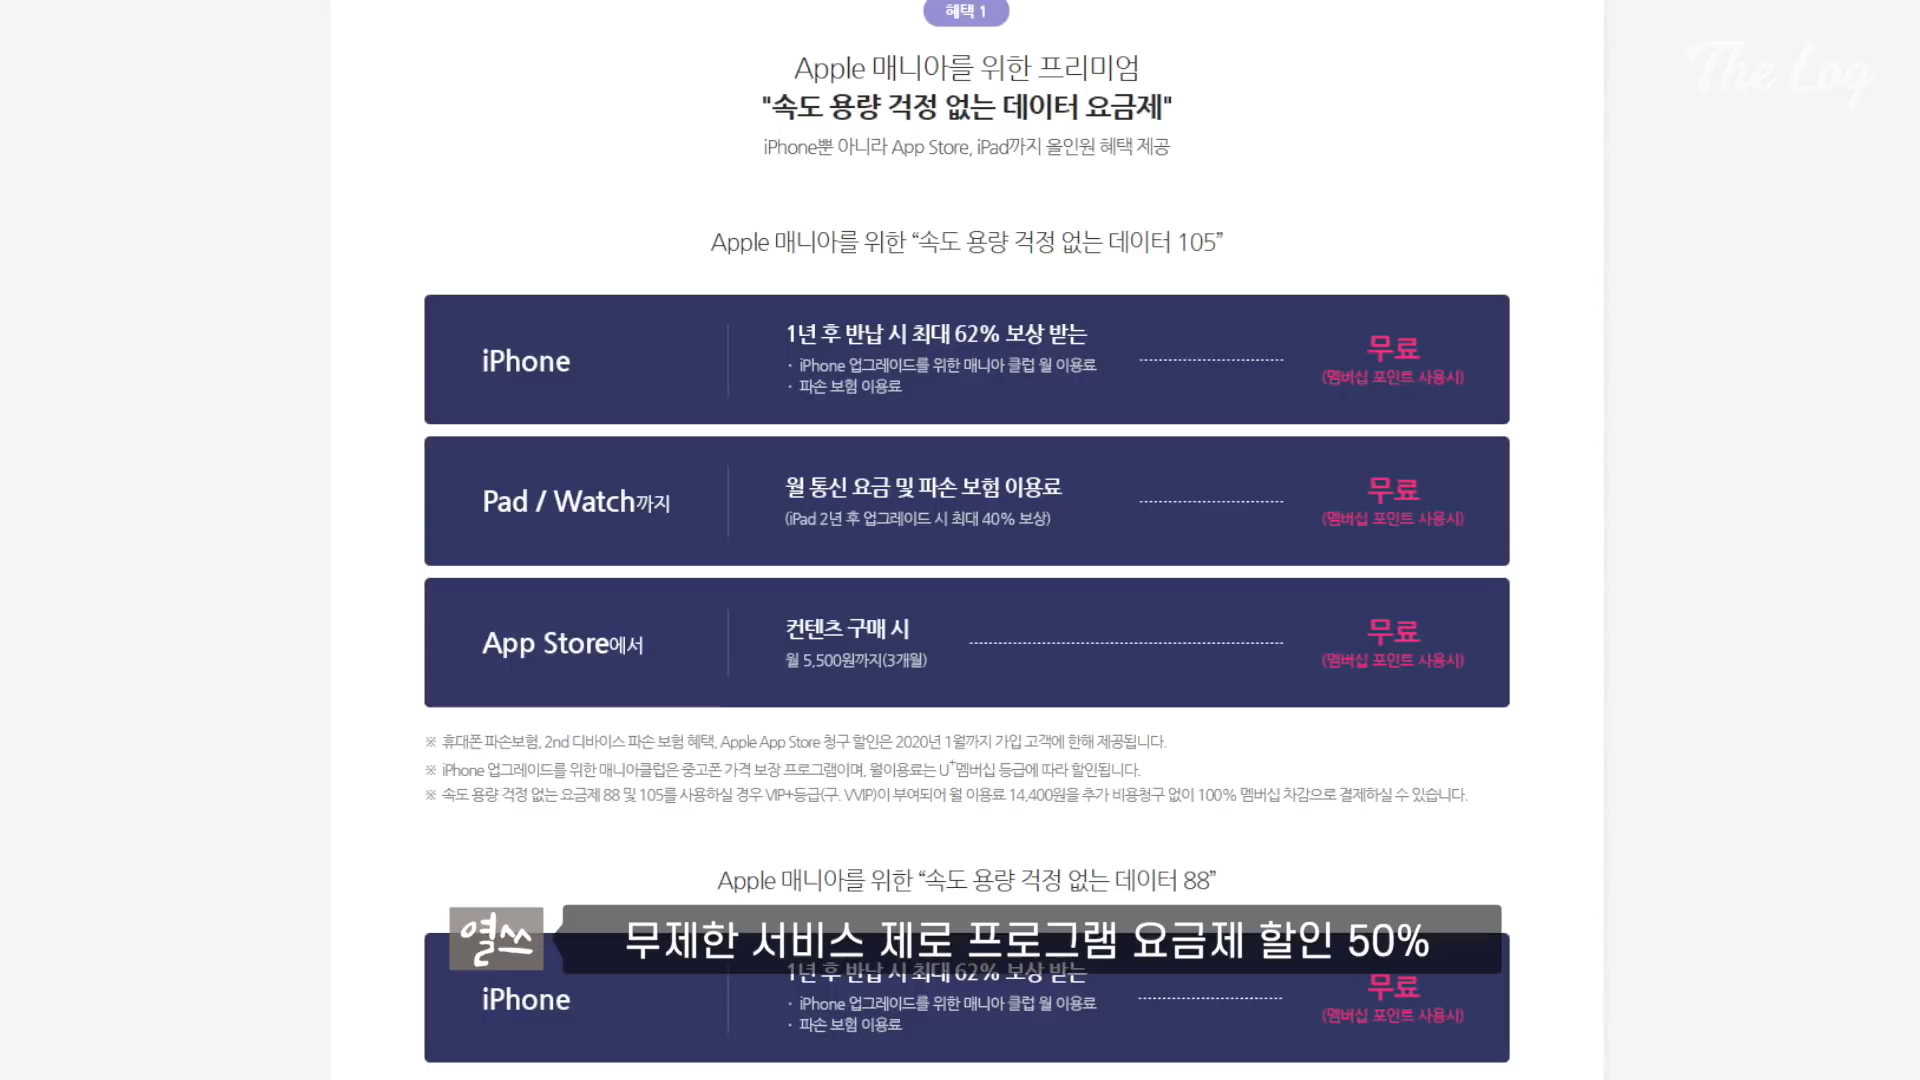 혜택 1
The Log
Apple 매니아를 위한 프리미엄
"속도 용량 걱정 없는 데이터 요금제"
iPhone뿐 아니라 App Store, iPad까지 올인원 혜택 제공
Apple 매니아를 위한 “속도 용량 걱정 없는 데이터 105”
iPhone
1년 후 반납 시 최대 62% 보상 받는
· iPhone 업그레이드를 위한 매니아 클럽 월 이용료
· 파손 보험 이용료
무료
(멤버십 포인트 사용시)
Pad / Watch까지
월 통신 요금 및 파손 보험 이용료
(iPad 2년 후 업그레이드 시 최대 40% 보상)
무료
(멤버십 포인트 사용시)
App Store에서
컨텐츠 구매 시
월 5,500원까지(3개월)
무료
(멤버십 포인트 사용시)
※ 휴대폰 파손보험, 2nd 디바이스 파손 보험 혜택, Apple App Store 청구 할인은 2020년 1월까지 가입 고객에 한해 제공됩니다.
※ iPhone 업그레이드를 위한 매니아클럽은 중고폰 가격 보장 프로그램이며, 월이용료는 U⁺멤버십 등급에 따라 할인됩니다.
※ 속도 용량 걱정 없는 요금제 88 및 105를 사용하실 경우 VIP+등급(구. VVIP)이 부여되어 월 이용료 14,400원을 추가 비용청구 없이 100% 멤버십 차감으로 결제하실 수 있습니다.
Apple 매니아를 위한 “속도 용량 걱정 없는 데이터 88”
열쓰
무제한 서비스 제로 프로그램 요금제 할인 50%
iPhone
1년 후 반납 시 최대 62% 보상 받는
· iPhone 업그레이드를 위한 매니아 클럽 월 이용료
· 파손 보험 이용료
무료
(멤버십 포인트 사용시)